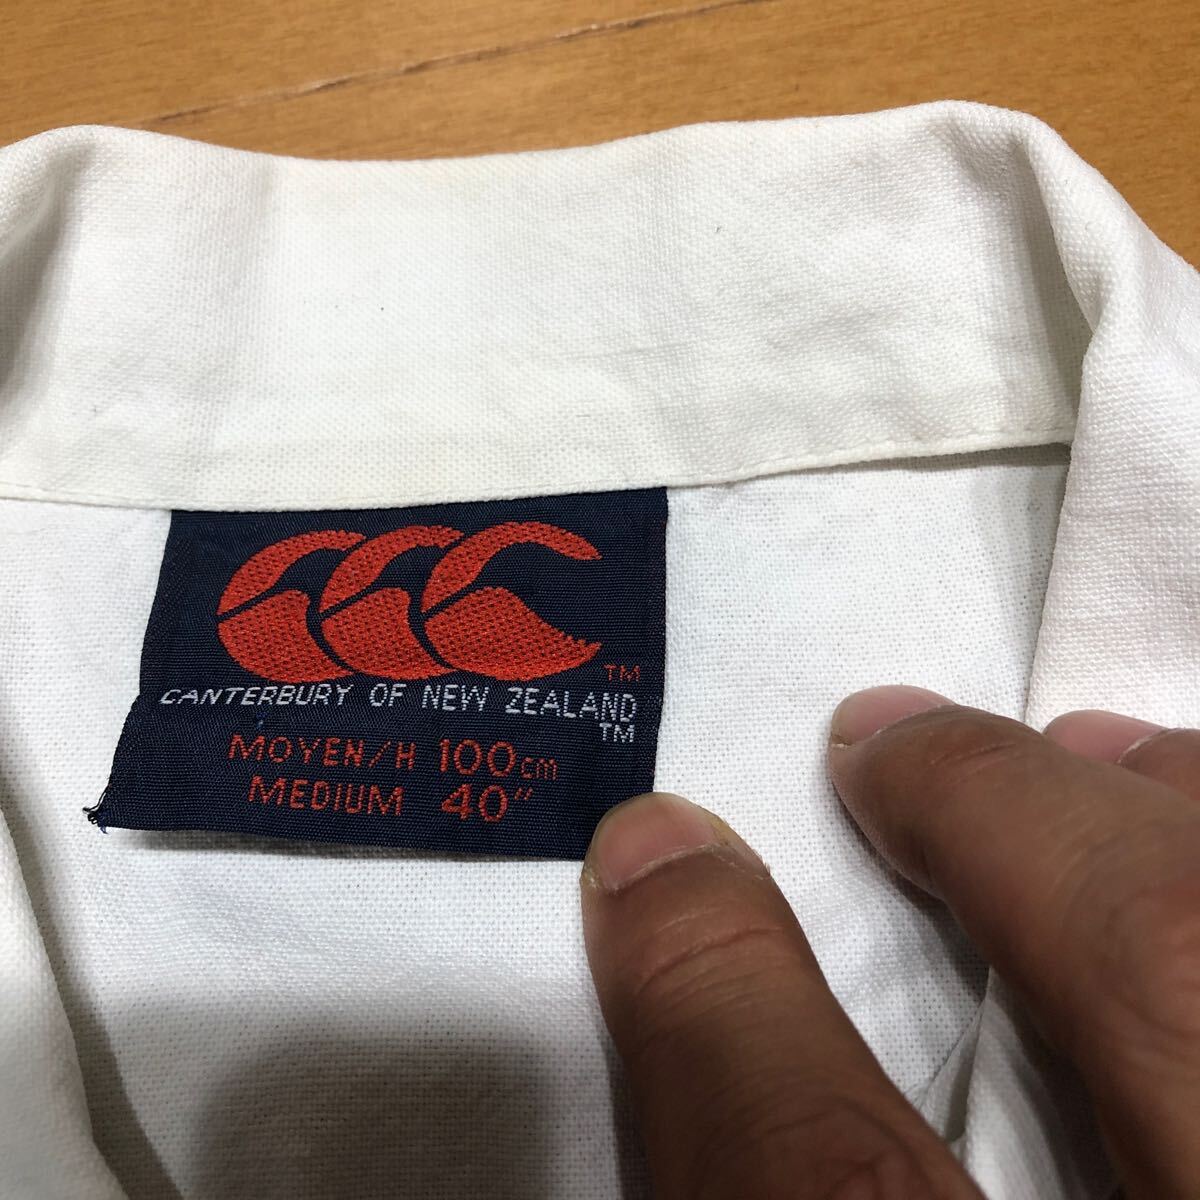 TM
CANTERBURY OF NEW ZEALAND
TM
MOYEN/H 100cm
MEDIUM 40"